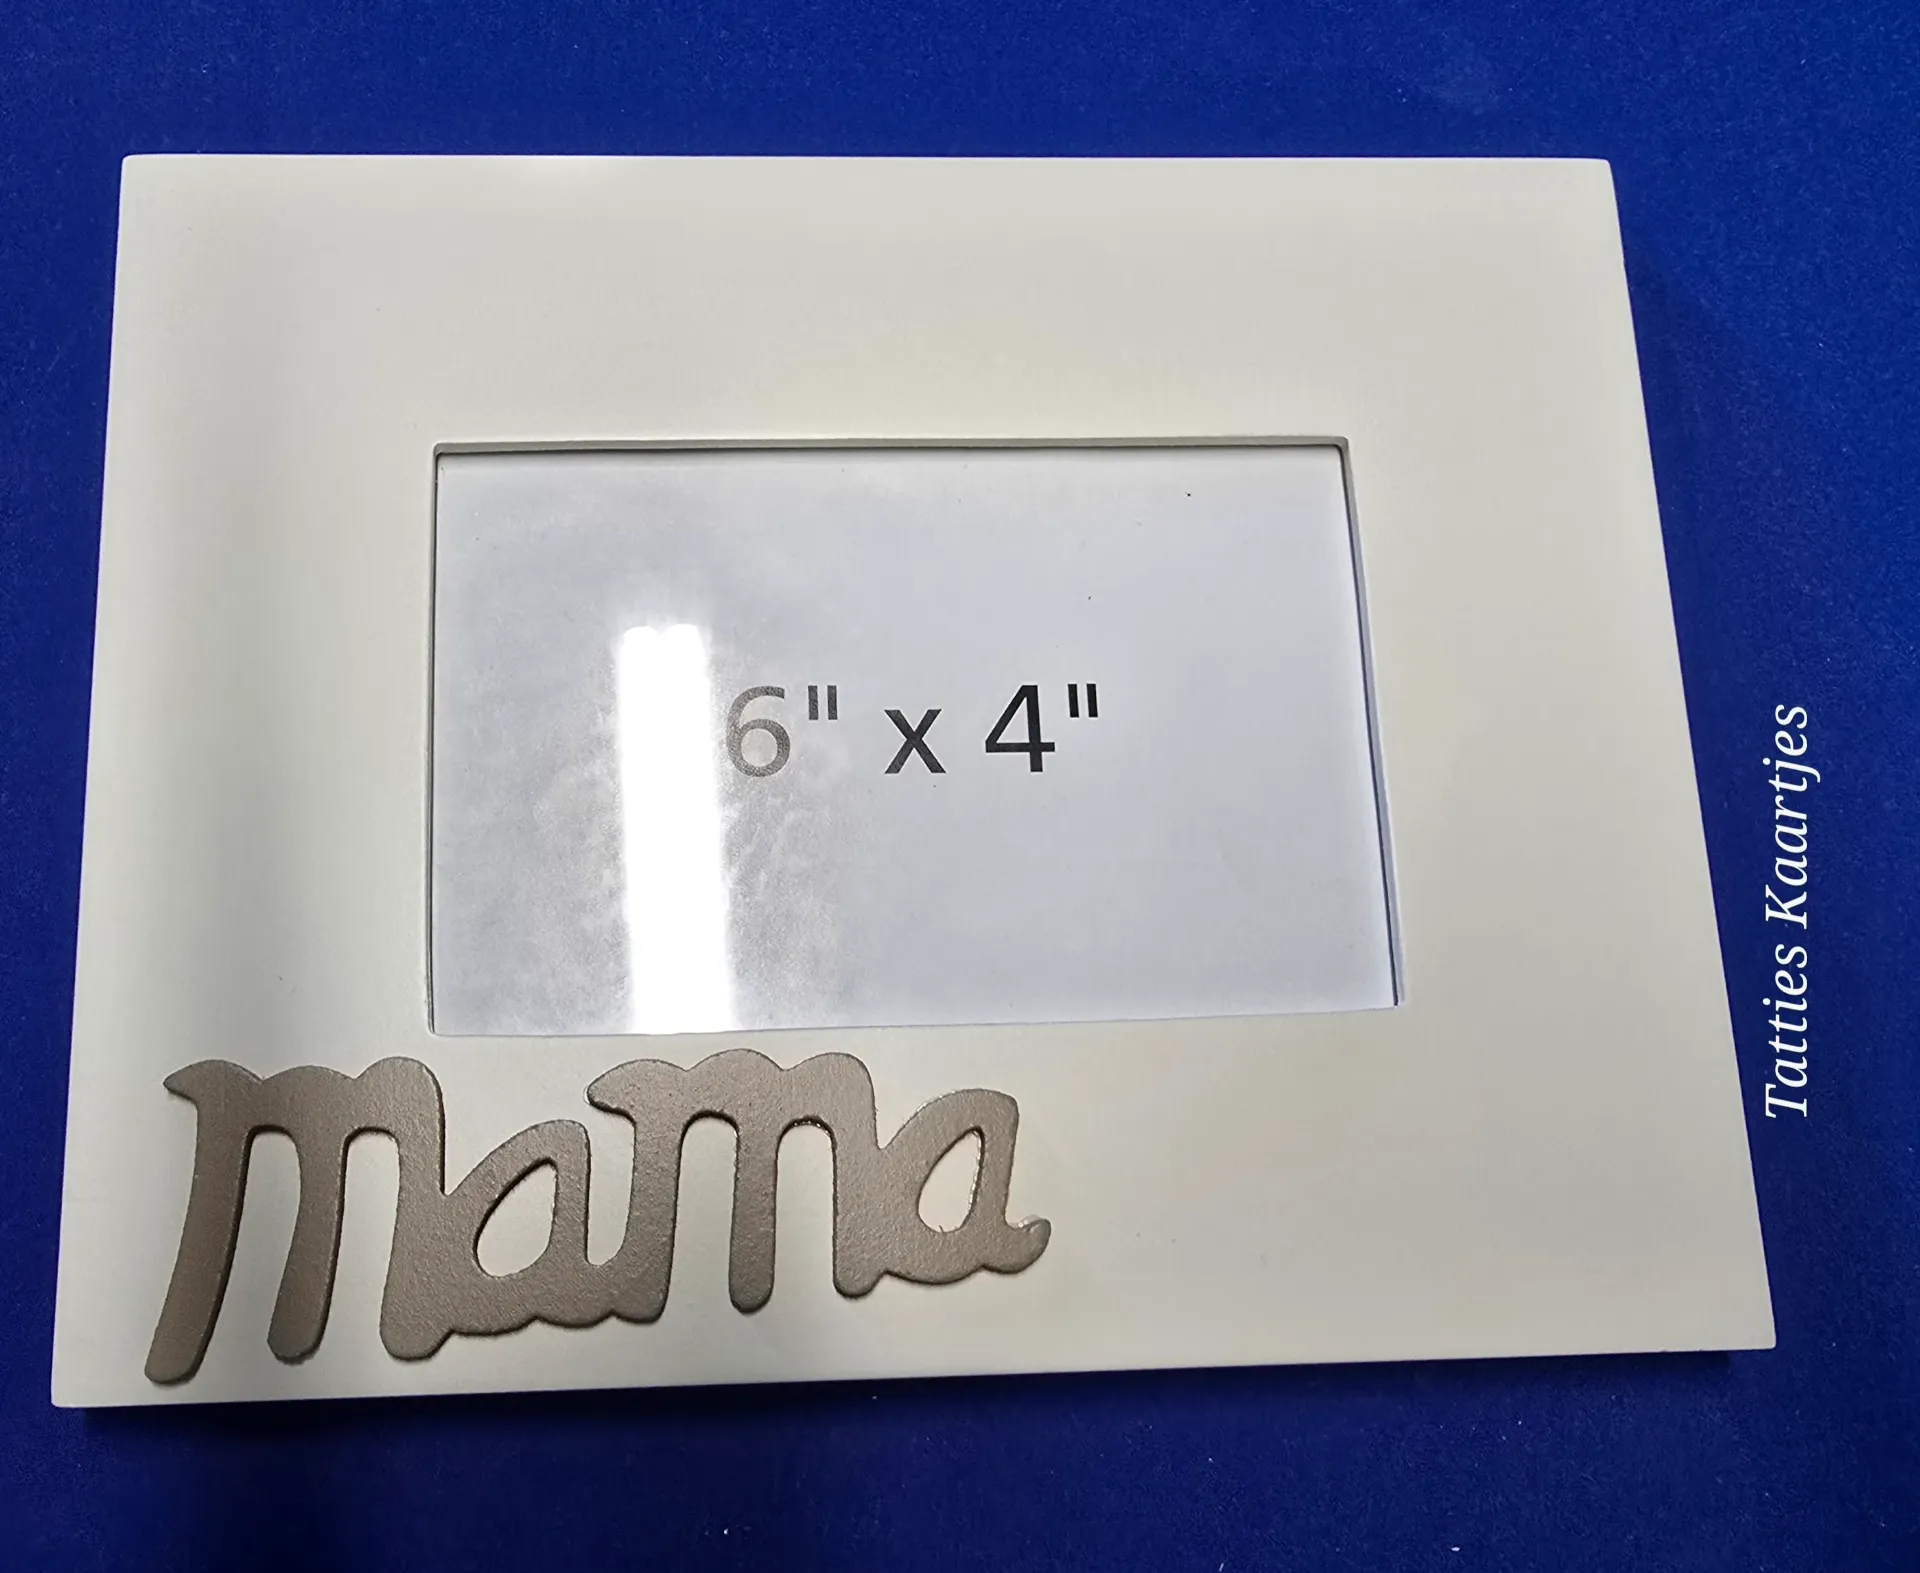 6" x 4"
mama
Tatties Kaartjes